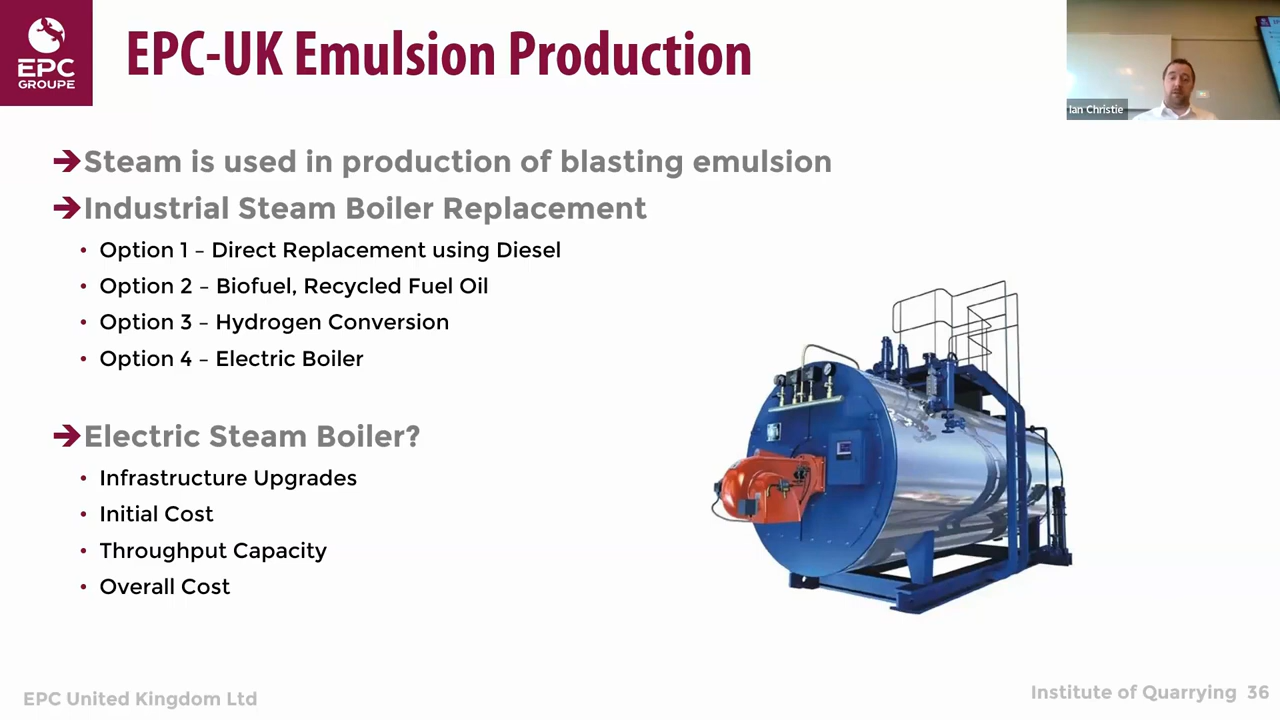 EPC
GROUPE
EPC-UK Emulsion Production
Ian Christie
➔Steam is used in production of blasting emulsion
➔Industrial Steam Boiler Replacement
• Option 1 – Direct Replacement using Diesel
• Option 2 – Biofuel, Recycled Fuel Oil
• Option 3 – Hydrogen Conversion
• Option 4 – Electric Boiler
➔Electric Steam Boiler?
• Infrastructure Upgrades
• Initial Cost
• Throughput Capacity
• Overall Cost
EPC United Kingdom Ltd
Institute of Quarrying 36